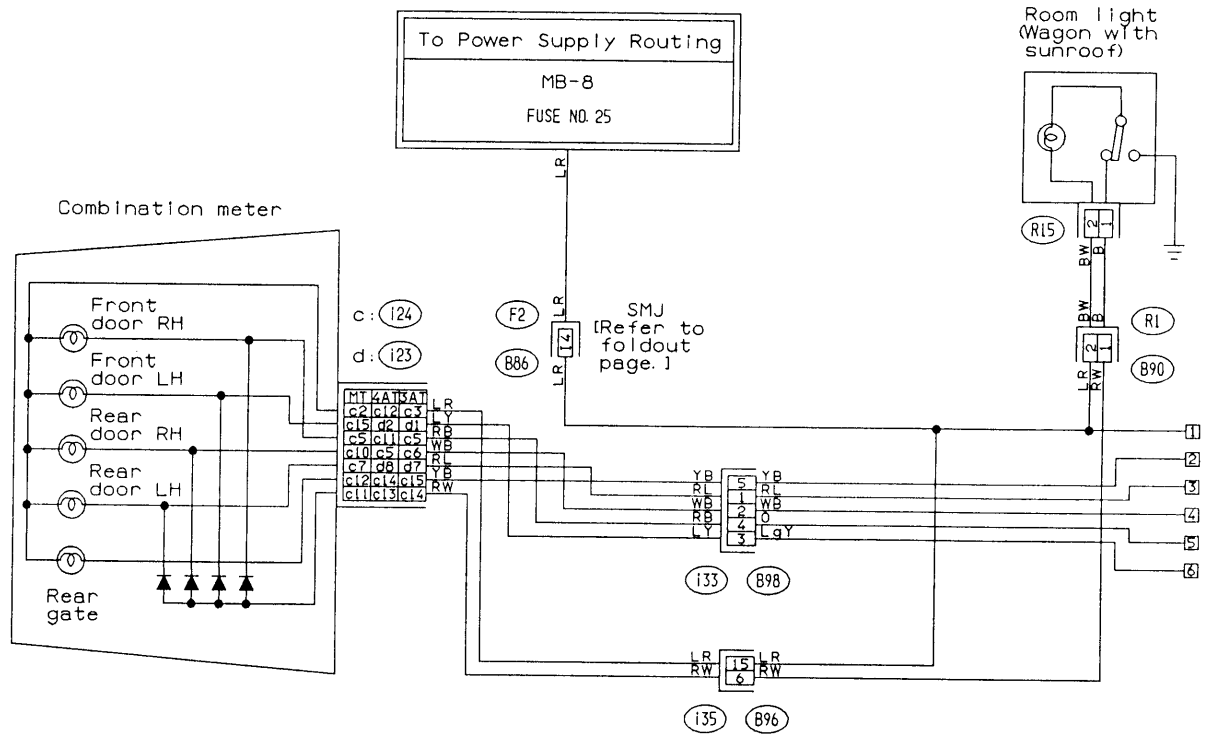 To Power Supply Routing
MB-8
FUSE NO. 25
Room light
(Wagon with
sunroof)
LR
R15
2 1
BW B
BW B
R1
2 1
B90
LR RW
Combination meter
c: i24
d: i23
F2
LR
14
B86
LR
SMJ
[Refer to
foldout
page.]
Front
door RH
Front
door LH
Rear
door RH
Rear
door LH
Rear
gate
MT 4AT 3AT
c2 c12 c3 LR
c15 d2 d1 LY
c5 c11 c5 RB
c10 c5 c6 WB
c7 d8 d7 RL
c12 c14 c15 YB
c11 c13 c14 RW
YB 5 YB
RL 1 RL
WB 2 WB
RB 4 O
LY 3 LgY
i33 B98
1
2
3
4
5
6
LR 15 LR
RW 6 RW
i35 B96